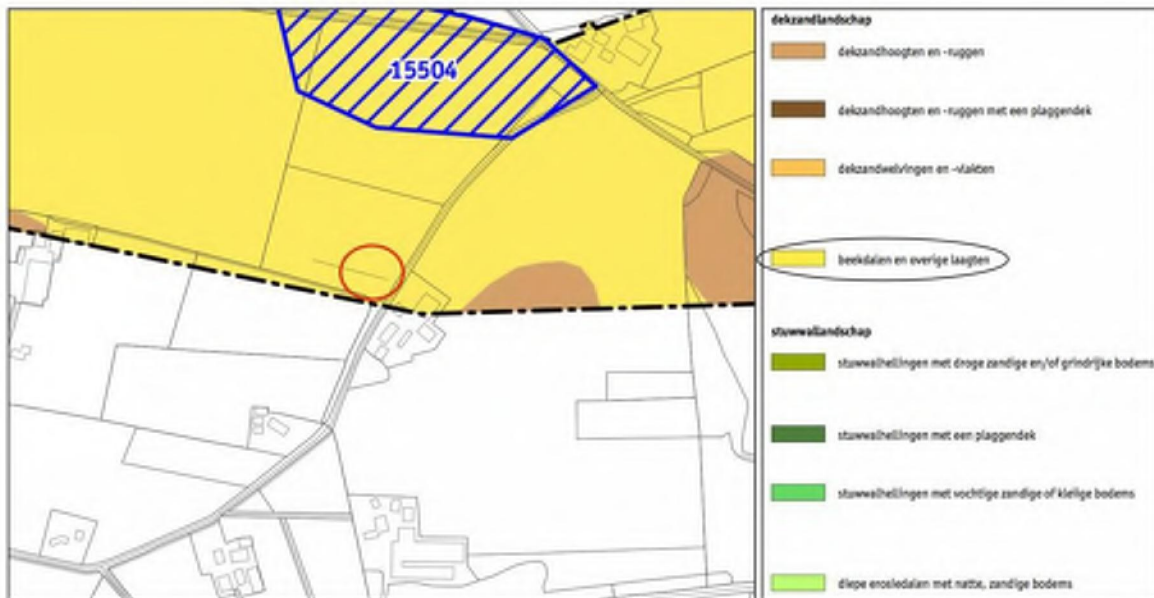 15504
dekzandlandschap
dekzandhoogten en -ruggen
dekzandhoogten en -ruggen met een plaggendek
dekzandwelvingen en -vlakten
beekdalen en overige laagten
stuwwallandschap
stuwwalhellingen met droge zandige en/of grindrijke bodems
stuwwalhellingen met een plaggendek
stuwwalhellingen met vochtige zandige of kleiige bodems
diepe erosiedalen met natte, zandige bodems